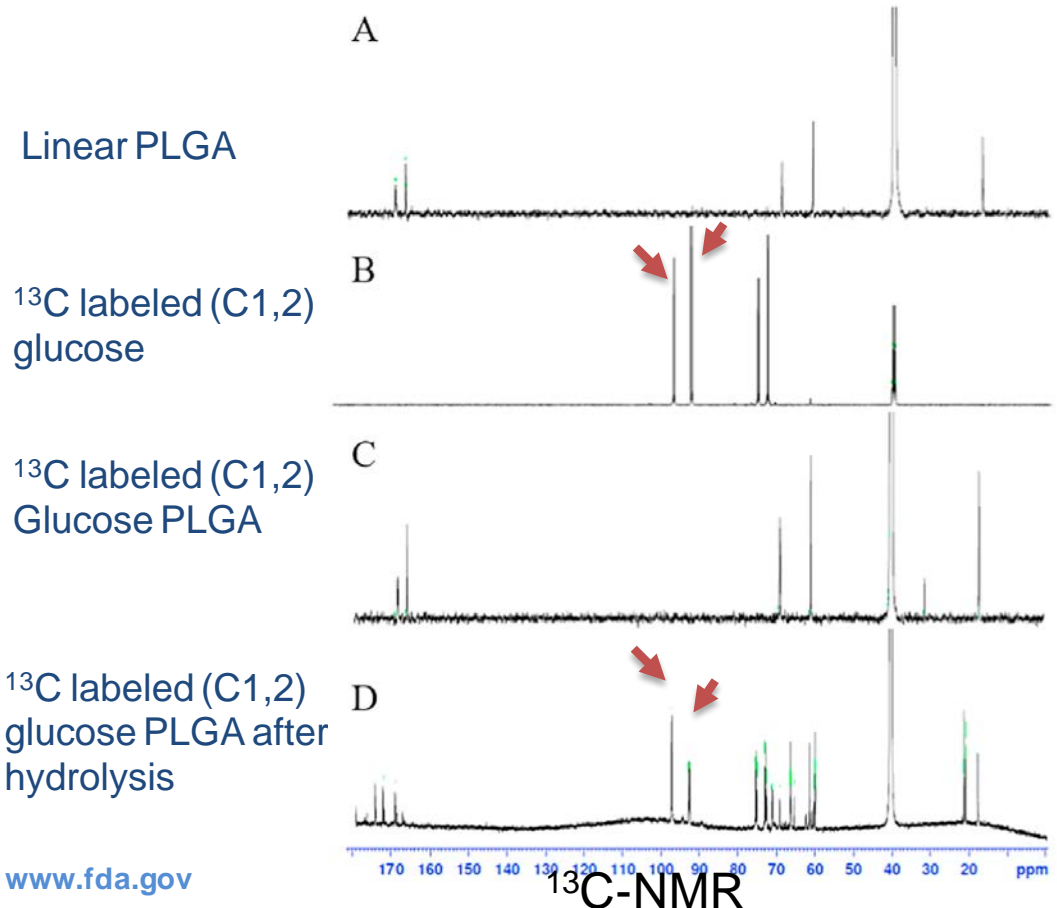 A
Linear PLGA
B
¹³C labeled (C1,2)
glucose
C
¹³C labeled (C1,2)
Glucose PLGA
D
¹³C labeled (C1,2)
glucose PLGA after
hydrolysis
170 160 150 140 130 120 110 100 90 80 70 60 50 40 30 20 ppm
www.fda.gov
¹³C-NMR